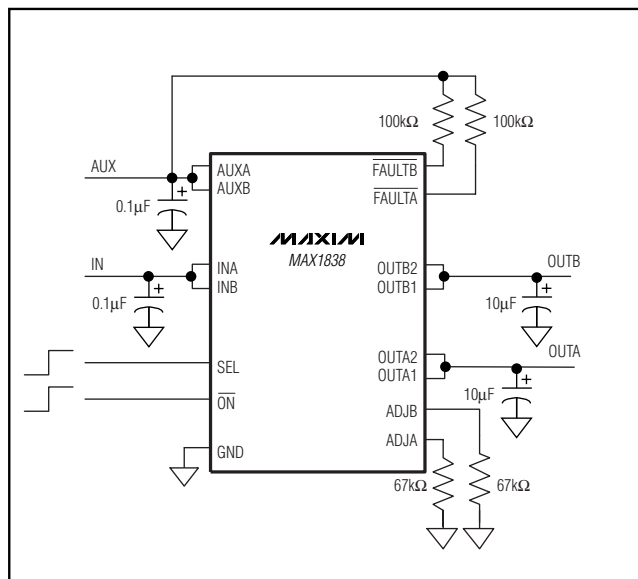 100kΩ
100kΩ
AUX
AUXA
AUXB
FAULTB
FAULTA
0.1µF
+
MAXIM
MAX1838
IN
INA
INB
OUTB2
OUTB1
OUTB
0.1µF
+
10µF
+
OUTA2
OUTA1
OUTA
SEL
10µF
+
ON
ADJB
ADJA
GND
67kΩ
67kΩ